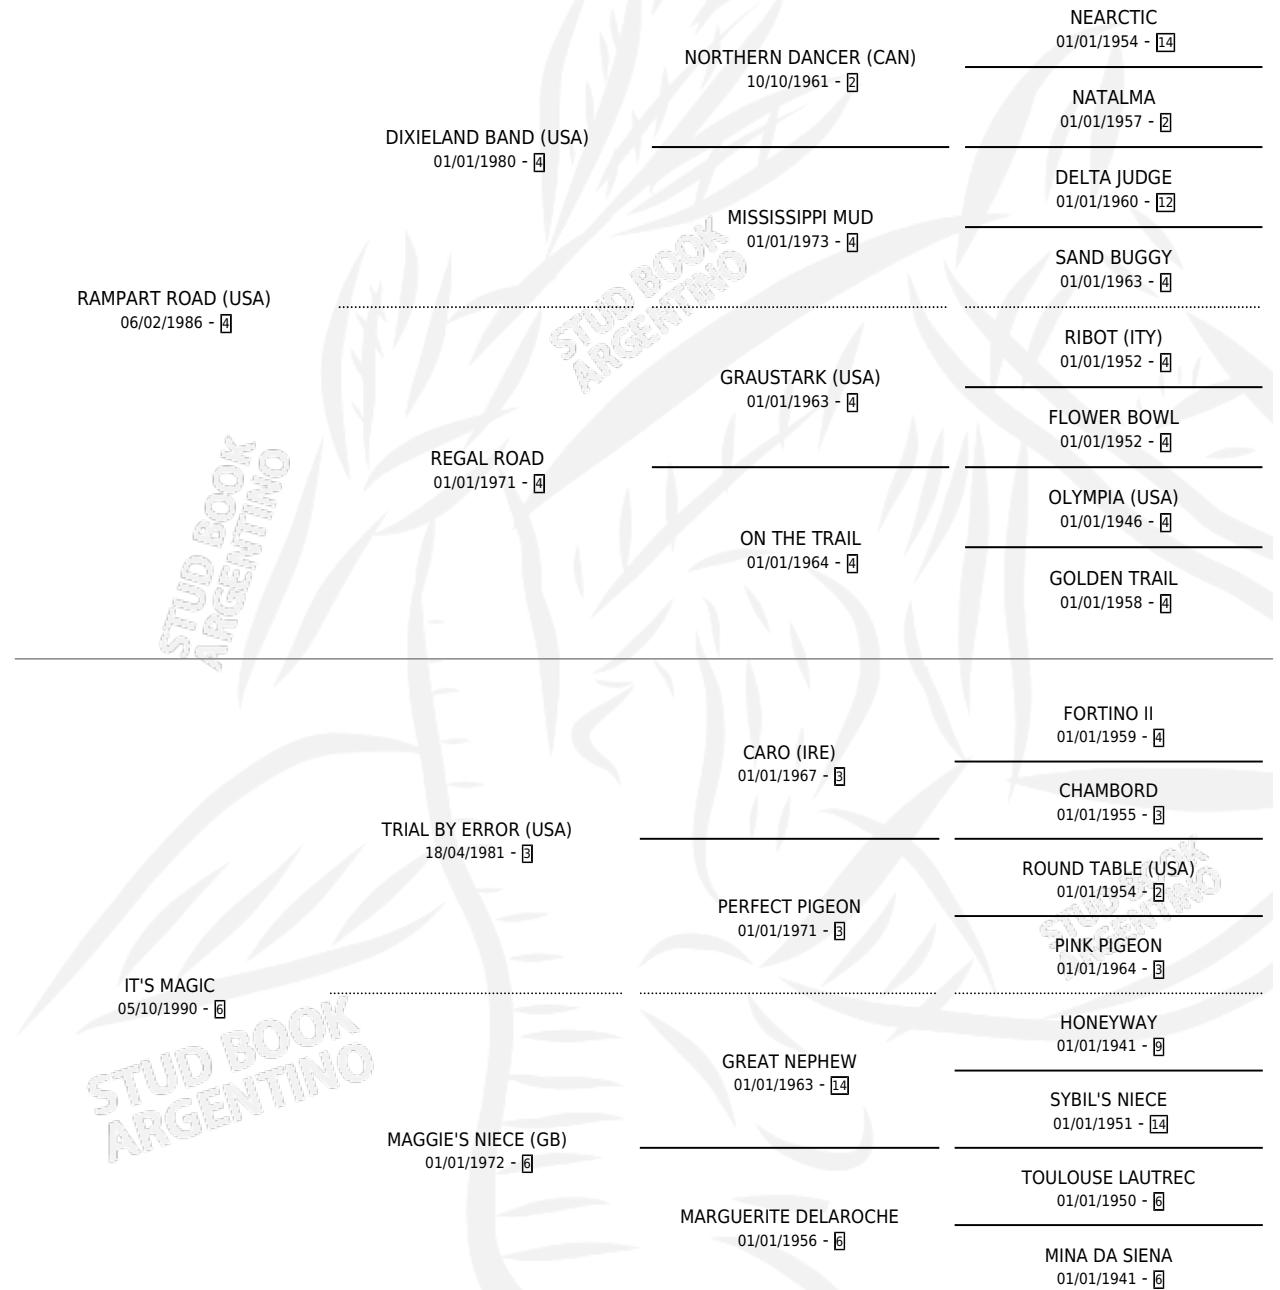 NEARCTIC
01/01/1954 - 14
NORTHERN DANCER (CAN)
10/10/1961 - 2
NATALMA
01/01/1957 - 2
DIXIELAND BAND (USA)
01/01/1980 - 4
DELTA JUDGE
01/01/1960 - 12
MISSISSIPPI MUD
01/01/1973 - 4
SAND BUGGY
01/01/1963 - 4
RAMPART ROAD (USA)
06/02/1986 - 4
STUD BOOK
ARGENTINO
RIBOT (ITY)
01/01/1952 - 4
GRAUSTARK (USA)
01/01/1963 - 4
FLOWER BOWL
01/01/1952 - 4
REGAL ROAD
01/01/1971 - 4
OLYMPIA (USA)
01/01/1946 - 4
ON THE TRAIL
01/01/1964 - 4
GOLDEN TRAIL
01/01/1958 - 4
STUD BOOK
ARGENTINO
FORTINO II
01/01/1959 - 4
CARO (IRE)
01/01/1967 - 3
CHAMBORD
01/01/1955 - 3
TRIAL BY ERROR (USA)
18/04/1981 - 3
ROUND TABLE (USA)
01/01/1954 - 2
PERFECT PIGEON
01/01/1971 - 3
STUD BOOK
ARGENTINO
PINK PIGEON
01/01/1964 - 3
IT'S MAGIC
05/10/1990 - 6
STUD BOOK
ARGENTINO
HONEYWAY
01/01/1941 - 9
GREAT NEPHEW
01/01/1963 - 14
SYBIL'S NIECE
01/01/1951 - 14
MAGGIE'S NIECE (GB)
01/01/1972 - 6
TOULOUSE LAUTREC
01/01/1950 - 6
MARGUERITE DELAROCHE
01/01/1956 - 6
MINA DA SIENA
01/01/1941 - 6